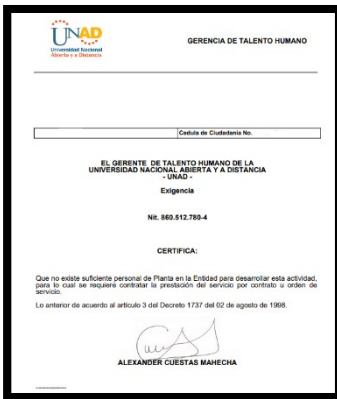 UNAD
Universidad Nacional
Abierta y a Distancia
GERENCIA DE TALENTO HUMANO
Cedula de Ciudadania No.
EL GERENTE DE TALENTO HUMANO DE LA
UNIVERSIDAD NACIONAL ABIERTA Y A DISTANCIA
- UNAD -
Exigencia
Nit. 860.512.780-4
CERTIFICA:
Que no existe suficiente personal de Planta en la Entidad para desarrollar esta actividad,
para lo cual se requiere contratar la prestación del servicio por contrato u orden de
servicio.
Lo anterior de acuerdo al artículo 3 del Decreto 1737 del 02 de agosto de 1998.
ALEXANDER CUESTAS MAHECHA